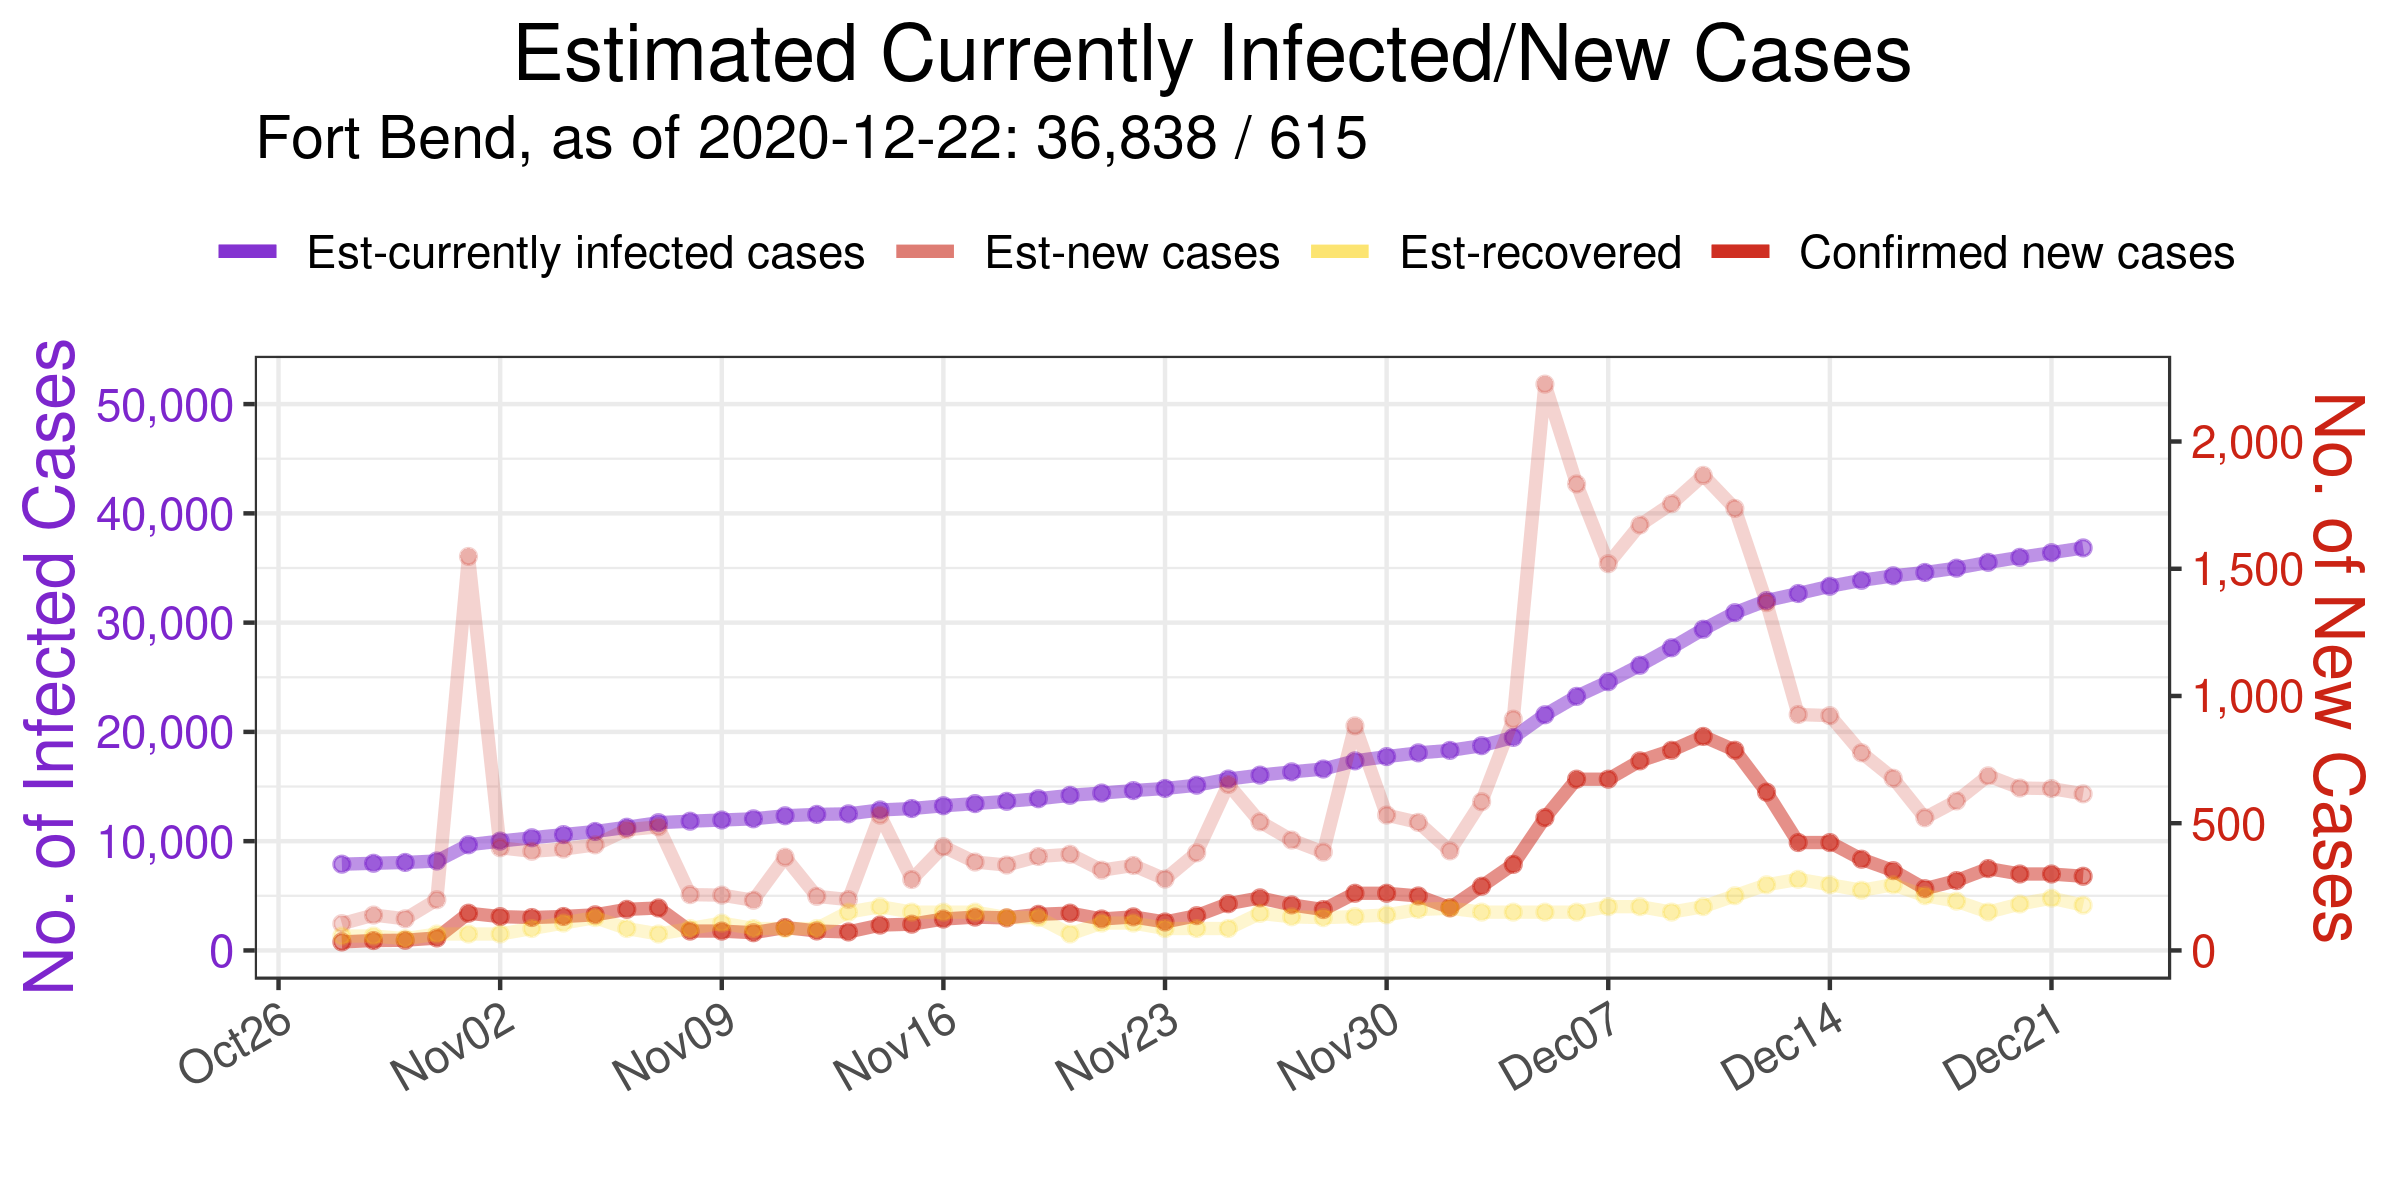 Estimated Currently Infected/New Cases
Fort Bend, as of 2020-12-22: 36,838 / 615
Est-currently infected cases Est-new cases Est-recovered Confirmed new cases
No. of Infected Cases
50,000
40,000
30,000
20,000
10,000
0
No. of New Cases
2,000
1,500
1,000
500
0
Oct26 Nov02 Nov09 Nov16 Nov23 Nov30 Dec07 Dec14 Dec21